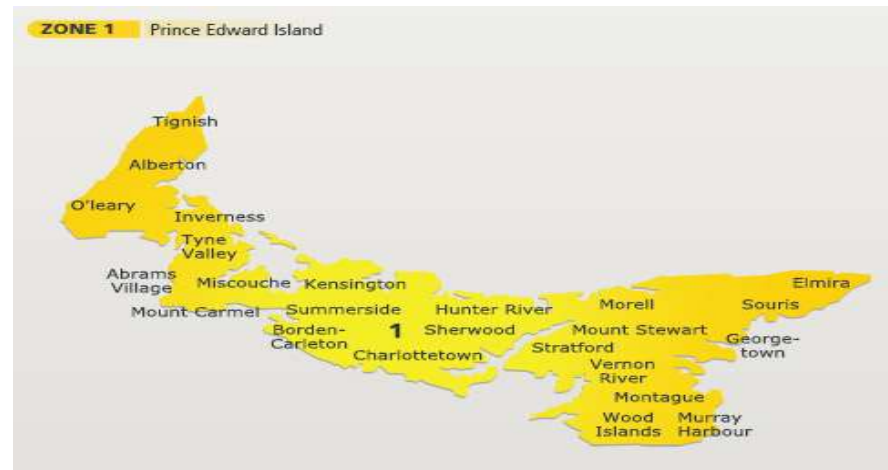 ZONE 1 Prince Edward Island
Tignish
Alberton
O'leary
Inverness
Tyne
Valley
Abrams
Village
Miscouche
Kensington
Elmira
Mount Carmel
Summerside
Hunter River
Morell
Souris
Borden-
Carleton
1
Sherwood
Mount Stewart
George-
town
Charlottetown
Stratford
Vernon
River
Montague
Wood
Islands
Murray
Harbour